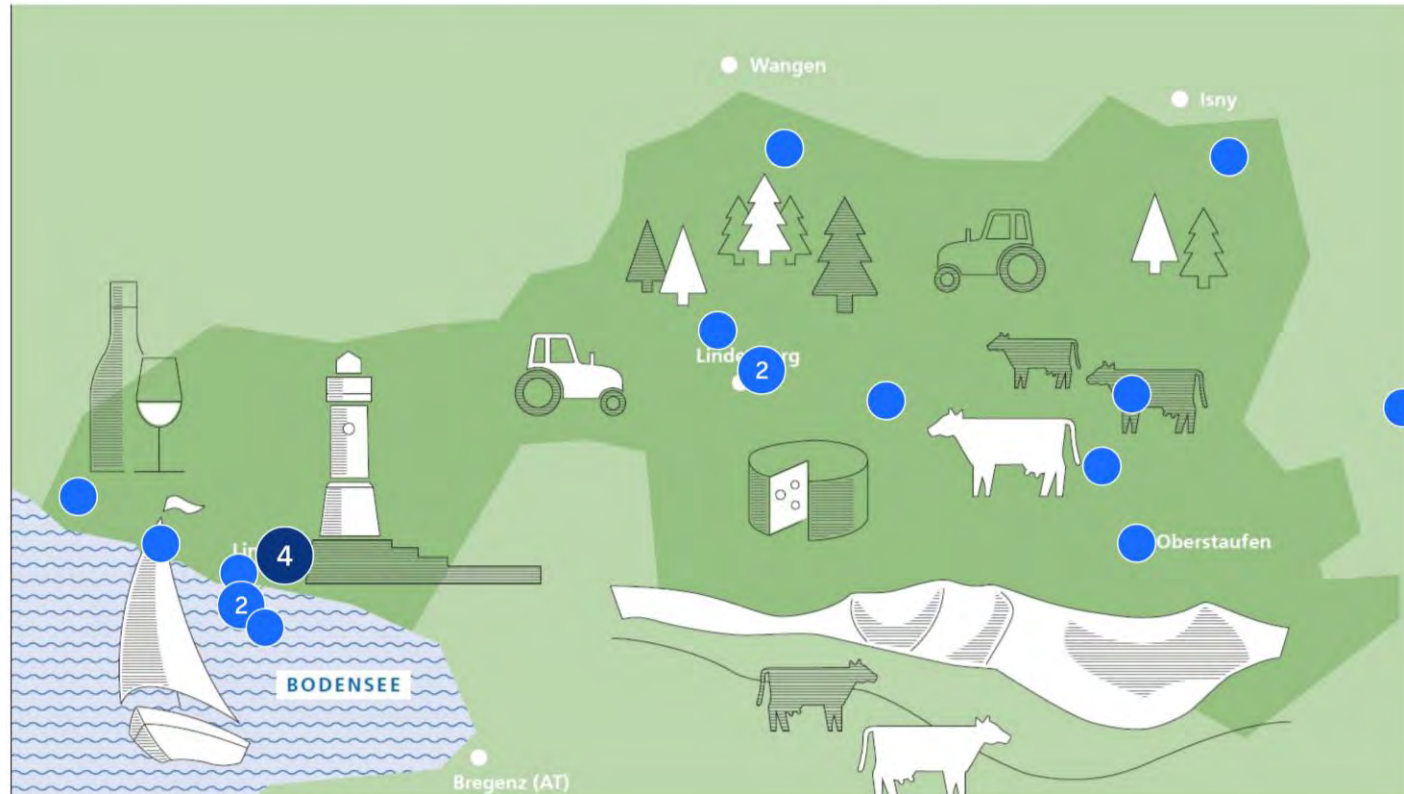 Wangen
Isny
2
4
2
Oberstaufen
BODENSEE
Bregenz (AT)